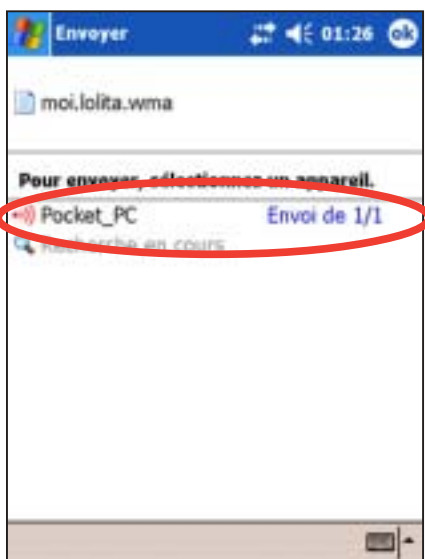 Envoyer 01:26 ok
moi.lolita.wma
Pour envoyer, sélectionnez un appareil.
Pocket_PC Envoi de 1/1
Recherche en cours